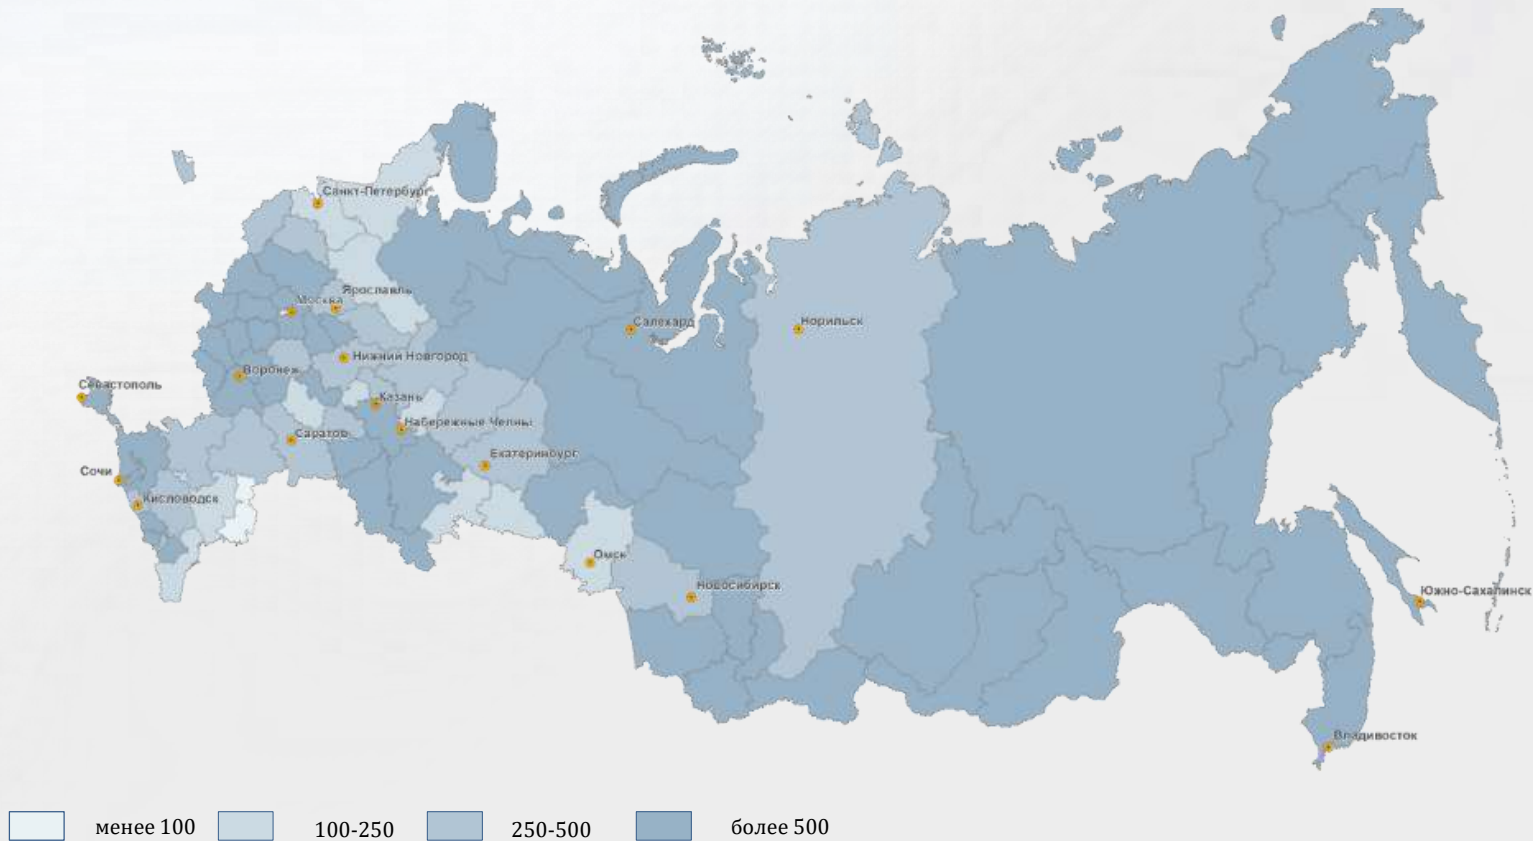 Санкт-Петербург
Ярославль
Москва
Салехард
Норильск
Нижний Новгород
Воронеж
Севастополь
Казань
Набережные Челны
Саратов
Екатеринбург
Сочи
Кисловодск
Омск
Новосибирск
Южно-Сахалинск
Владивосток
менее 100 100-250 250-500 более 500